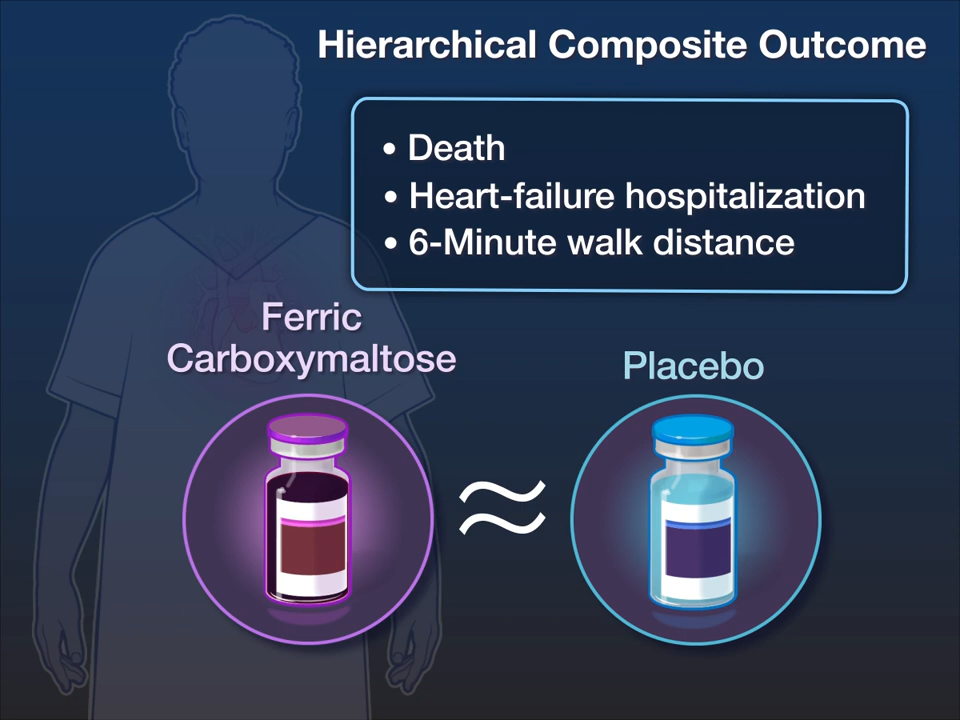 Hierarchical Composite Outcome
• Death
• Heart-failure hospitalization
• 6-Minute walk distance
Ferric
Carboxymaltose
Placebo
≈